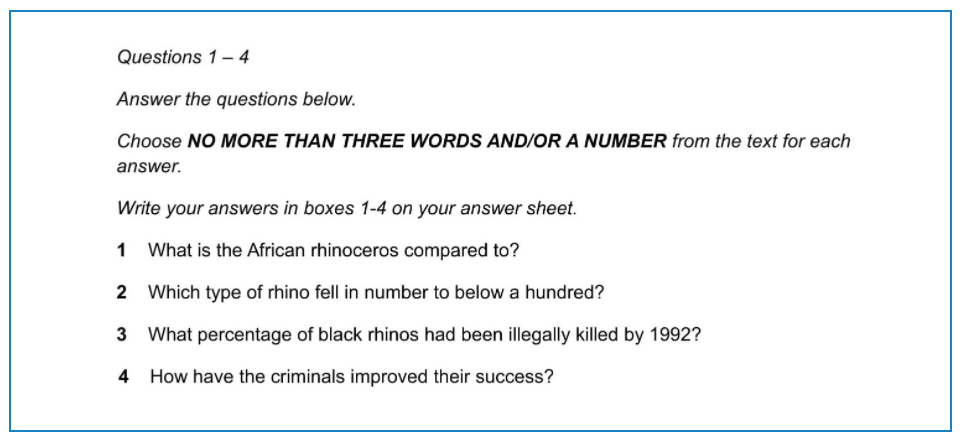 Questions 1 – 4
Answer the questions below.
Choose NO MORE THAN THREE WORDS AND/OR A NUMBER from the text for each
answer.
Write your answers in boxes 1-4 on your answer sheet.
1 What is the African rhinoceros compared to?
2 Which type of rhino fell in number to below a hundred?
3 What percentage of black rhinos had been illegally killed by 1992?
4 How have the criminals improved their success?